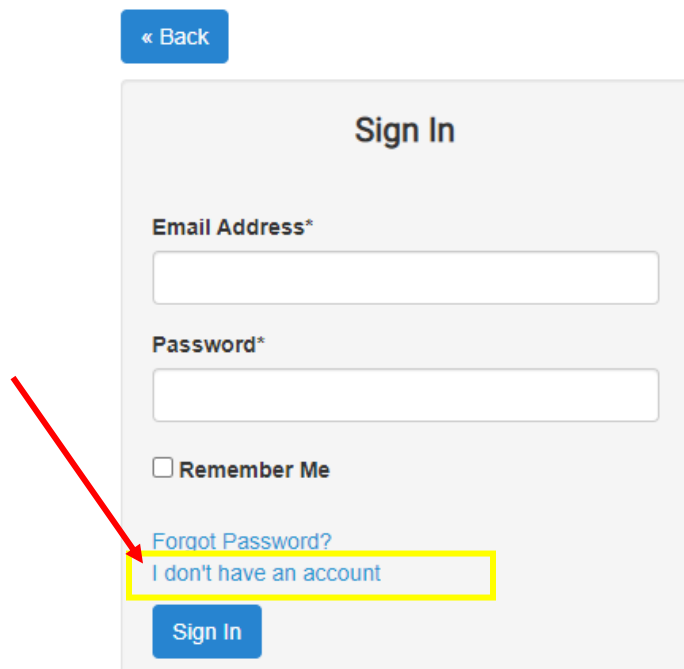 « Back
Sign In
Email Address*
Password*
Remember Me
Forgot Password?
I don't have an account
Sign In